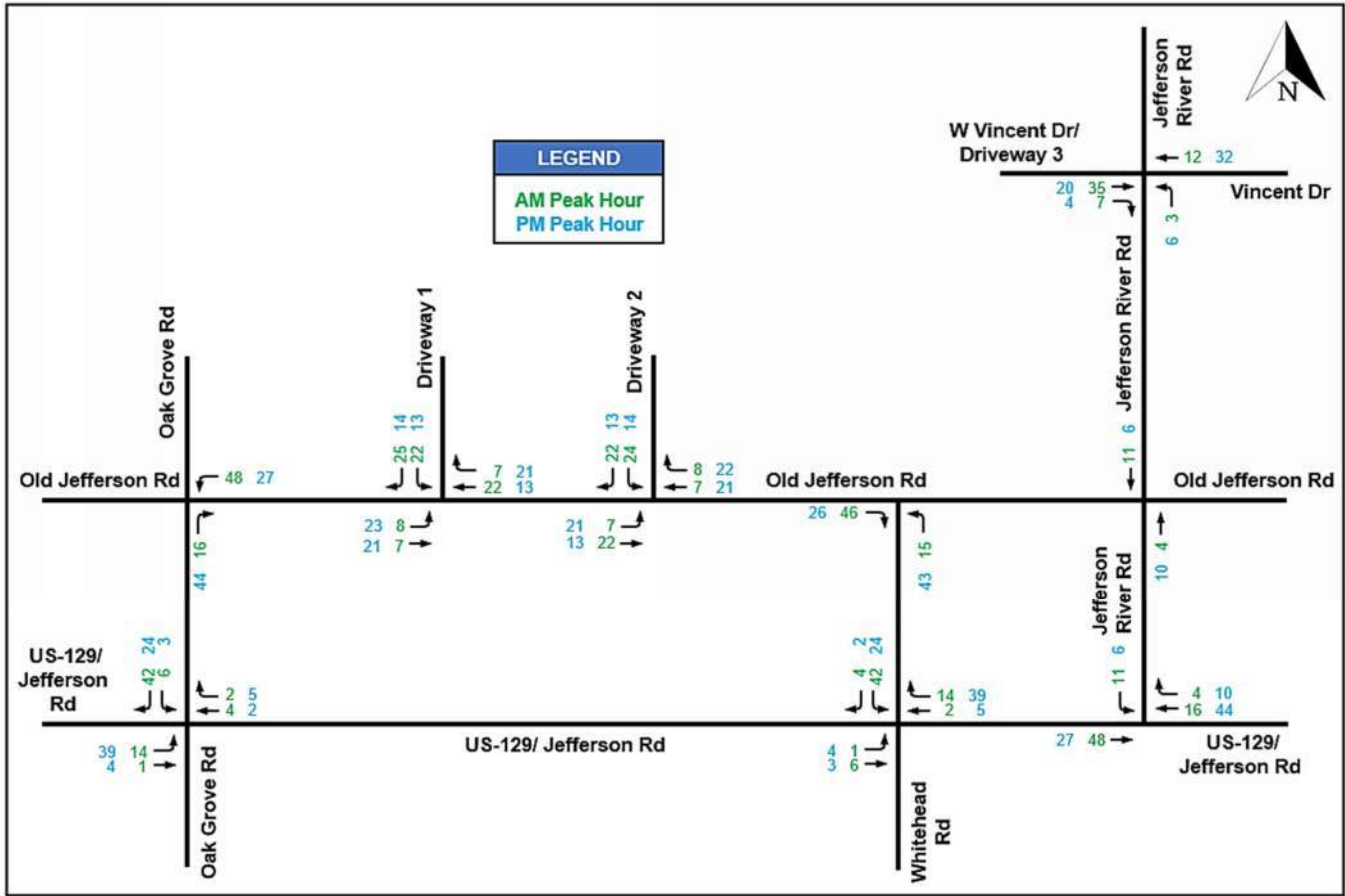 Jefferson
River Rd
N
W Vincent Dr/
Driveway 3
12 32
Vincent Dr
20 35
4 7
6 3
LEGEND
AM Peak Hour
PM Peak Hour
Jefferson River Rd
Oak Grove Rd
Driveway 1
Driveway 2
14 13
25 22
13 14
22 24
6
11
Old Jefferson Rd
48 27
7 21
22 13
8 22
7 21
Old Jefferson Rd
Old Jefferson Rd
16
44
23 8
21 7
21 7
13 22
26 46
15
43
4
10
Jefferson
River Rd
US-129/
Jefferson
Rd
24 3
42 6
2 5
4 2
2 24
4 42
14 39
2 5
6
11
4 10
16 44
39 14
4 1
US-129/ Jefferson Rd
4 1
3 6
27 48
US-129/
Jefferson Rd
Oak Grove Rd
Whitehead
Rd